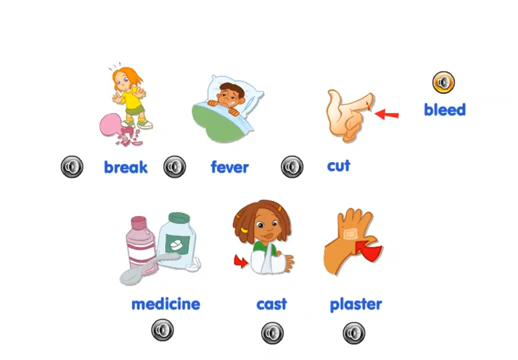 bleed
break
fever
cut
medicine
cast
plaster